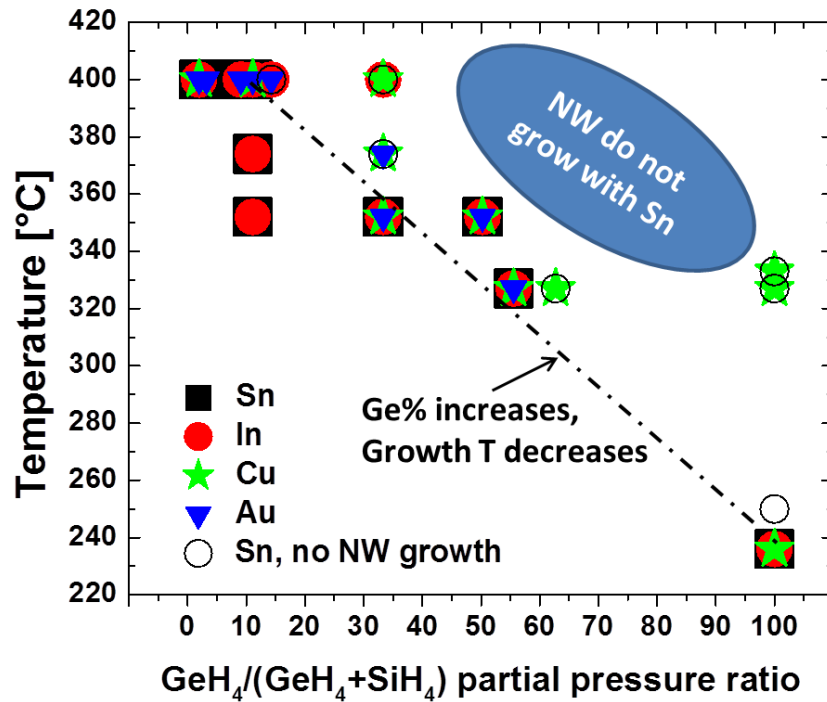 420
400
380
360
340
320
300
280
260
240
220
Temperature [°C]
NW do not
grow with Sn
Ge% increases,
Growth T decreases
Sn
In
Cu
Au
Sn, no NW growth
0 10 20 30 40 50 60 70 80 90 100
GeH₄/(GeH₄+SiH₄) partial pressure ratio